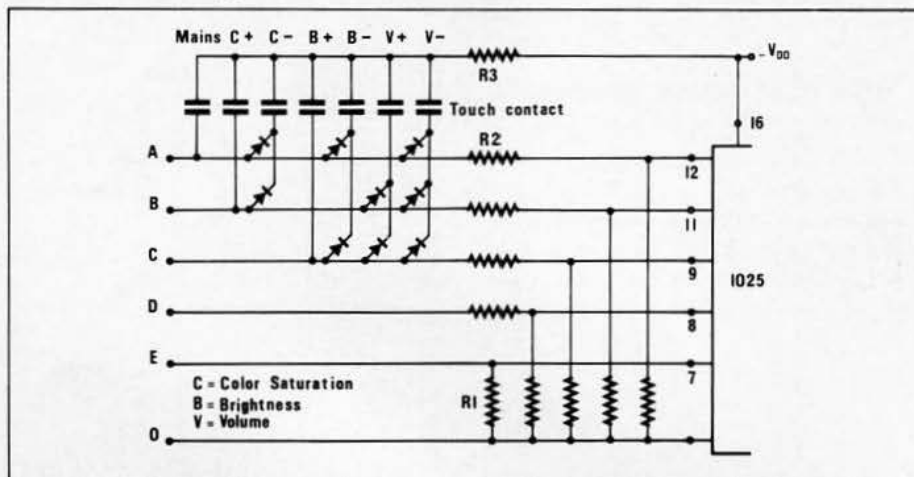 Mains C+ C- B+ B- V+ V-
-VDD
R3
Touch contact
16
R2
A
12
B
11
C
9
1025
D
8
E
7
C = Color Saturation
B = Brightness
V = Volume
R1
0